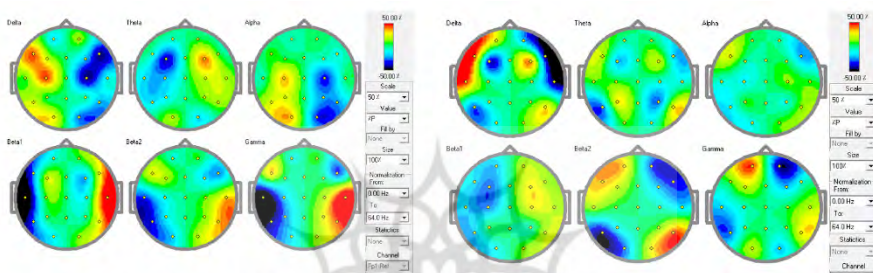 Delta
Theta
Alpha
50.00 %
-50.00 %
Scale
50 %
Value
Fill by
None
Size
100%
Normalization
From:
0.00 Hz
To
64.0 Hz
Statistics
None
Channel
Beta1
Beta2
Gamma
Delta
Theta
Alpha
50.00 %
-50.00 %
Scale
50 %
Value
Fill by
None
Size
100%
Normalization
From:
0.00 Hz
To:
64.0 Hz
Statistics
None
Channel
Beta1
Beta2
Gamma